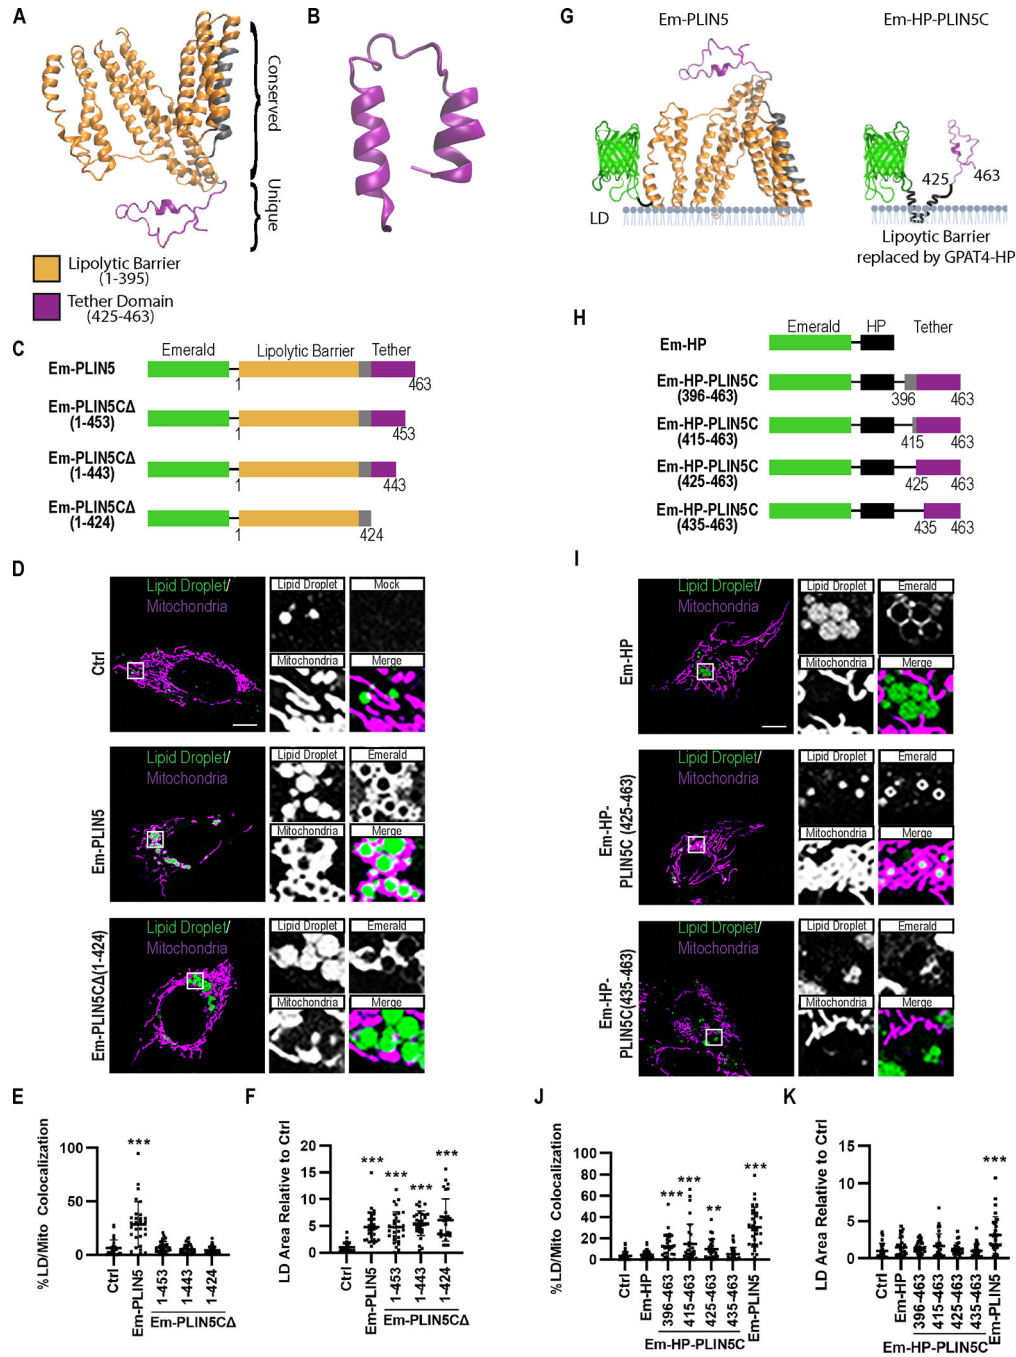 A
Conserved
Unique
Lipolytic Barrier
(1-395)
Tether Domain
(425-463)
B
C
Emerald
Lipolytic Barrier
Tether
Em-PLIN5
1
463
Em-PLIN5CΔ
(1-453)
1
453
Em-PLIN5CΔ
(1-443)
1
443
Em-PLIN5CΔ
(1-424)
1
424
D
Ctrl
Lipid Droplet/
Mitochondria
Lipid Droplet
Mock
Mitochondria
Merge
Em-PLIN5
Lipid Droplet/
Mitochondria
Lipid Droplet
Emerald
Mitochondria
Merge
Em-PLIN5CΔ(1-424)
Lipid Droplet/
Mitochondria
Lipid Droplet
Emerald
Mitochondria
Merge
E
%LD/Mito Colocalization
100
50
0
***
Ctrl
Em-PLIN5
1-453
1-443
1-424
Em-PLIN5CΔ
F
LD Area Relative to Ctrl
20
15
10
5
0
***
***
***
***
Ctrl
Em-PLIN5
1-453
1-443
1-424
Em-PLIN5CΔ
G
Em-PLIN5
LD
Em-HP-PLIN5C
425
463
Lipoytic Barrier
replaced by GPAT4-HP
H
Emerald
HP
Tether
Em-HP
Em-HP-PLIN5C
(396-463)
396
463
Em-HP-PLIN5C
(415-463)
415
463
Em-HP-PLIN5C
(425-463)
425
463
Em-HP-PLIN5C
(435-463)
435
463
I
Em-HP
Lipid Droplet/
Mitochondria
Lipid Droplet
Emerald
Mitochondria
Merge
Em-HP-
PLIN5C(425-463)
Lipid Droplet/
Mitochondria
Lipid Droplet
Emerald
Mitochondria
Merge
Em-HP-
PLIN5C(435-463)
Lipid Droplet/
Mitochondria
Lipid Droplet
Emerald
Mitochondria
Merge
J
%LD/Mito Colocalization
100
80
60
40
20
0
***
***
**
***
Ctrl
Em-HP
396-463
415-463
425-463
435-463
Em-PLIN5
Em-HP-PLIN5C
K
LD Area Relative to Ctrl
15
10
5
0
***
Ctrl
Em-HP
396-463
415-463
425-463
435-463
Em-PLIN5
Em-HP-PLIN5C